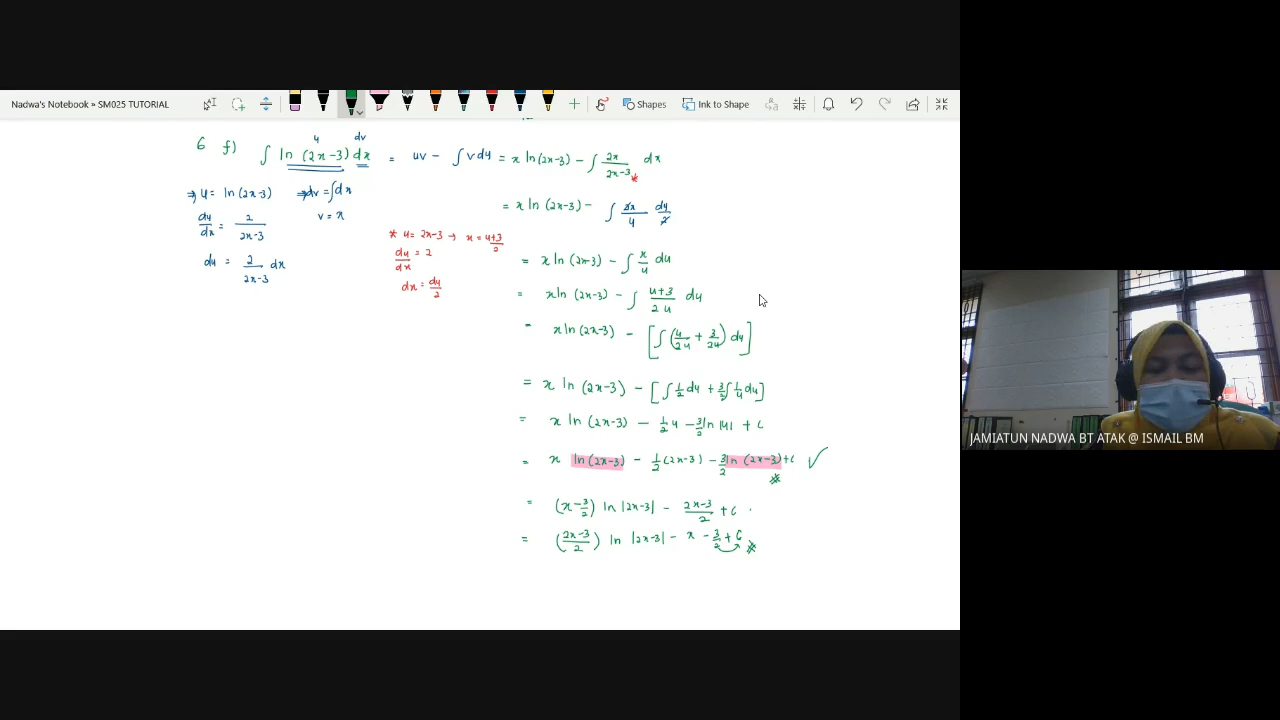 Nadwa's Notebook » SM025 TUTORIAL
Shapes
Ink to Shape
6 f) ∫ ln (2x-3) dx = uv - ∫ v du = x ln (2x-3) - ∫ 2x/2x-3 dx
u dv
*
⇒ u = ln (2x-3) ⇒ dv = ∫ dx
v = x
du/dx = 2/2x-3
du = 2/2x-3 dx
* u = 2x-3 → x = u+3/2
du/dx = 2
dx = du/2
= x ln (2x-3) - ∫ 2x/u du/2
= x ln (2x-3) - ∫ x/u du
= x ln (2x-3) - ∫ u+3/2u du
= x ln (2x-3) - [∫ (u/2u + 3/2u) du]
= x ln (2x-3) - [∫ 1/2 du + 3/2 ∫ 1/u du]
= x ln (2x-3) - 1/2 u - 3/2 ln |u| + C
= x ln (2x-3) - 1/2 (2x-3) - 3/2 ln (2x-3) + C ✓
= (x - 3/2) ln |2x-3| - 2x-3/2 + C
= (2x-3/2) ln |2x-3| - x - 3/2 + C
JAMIATUN NADWA BT ATAK @ ISMAIL BM